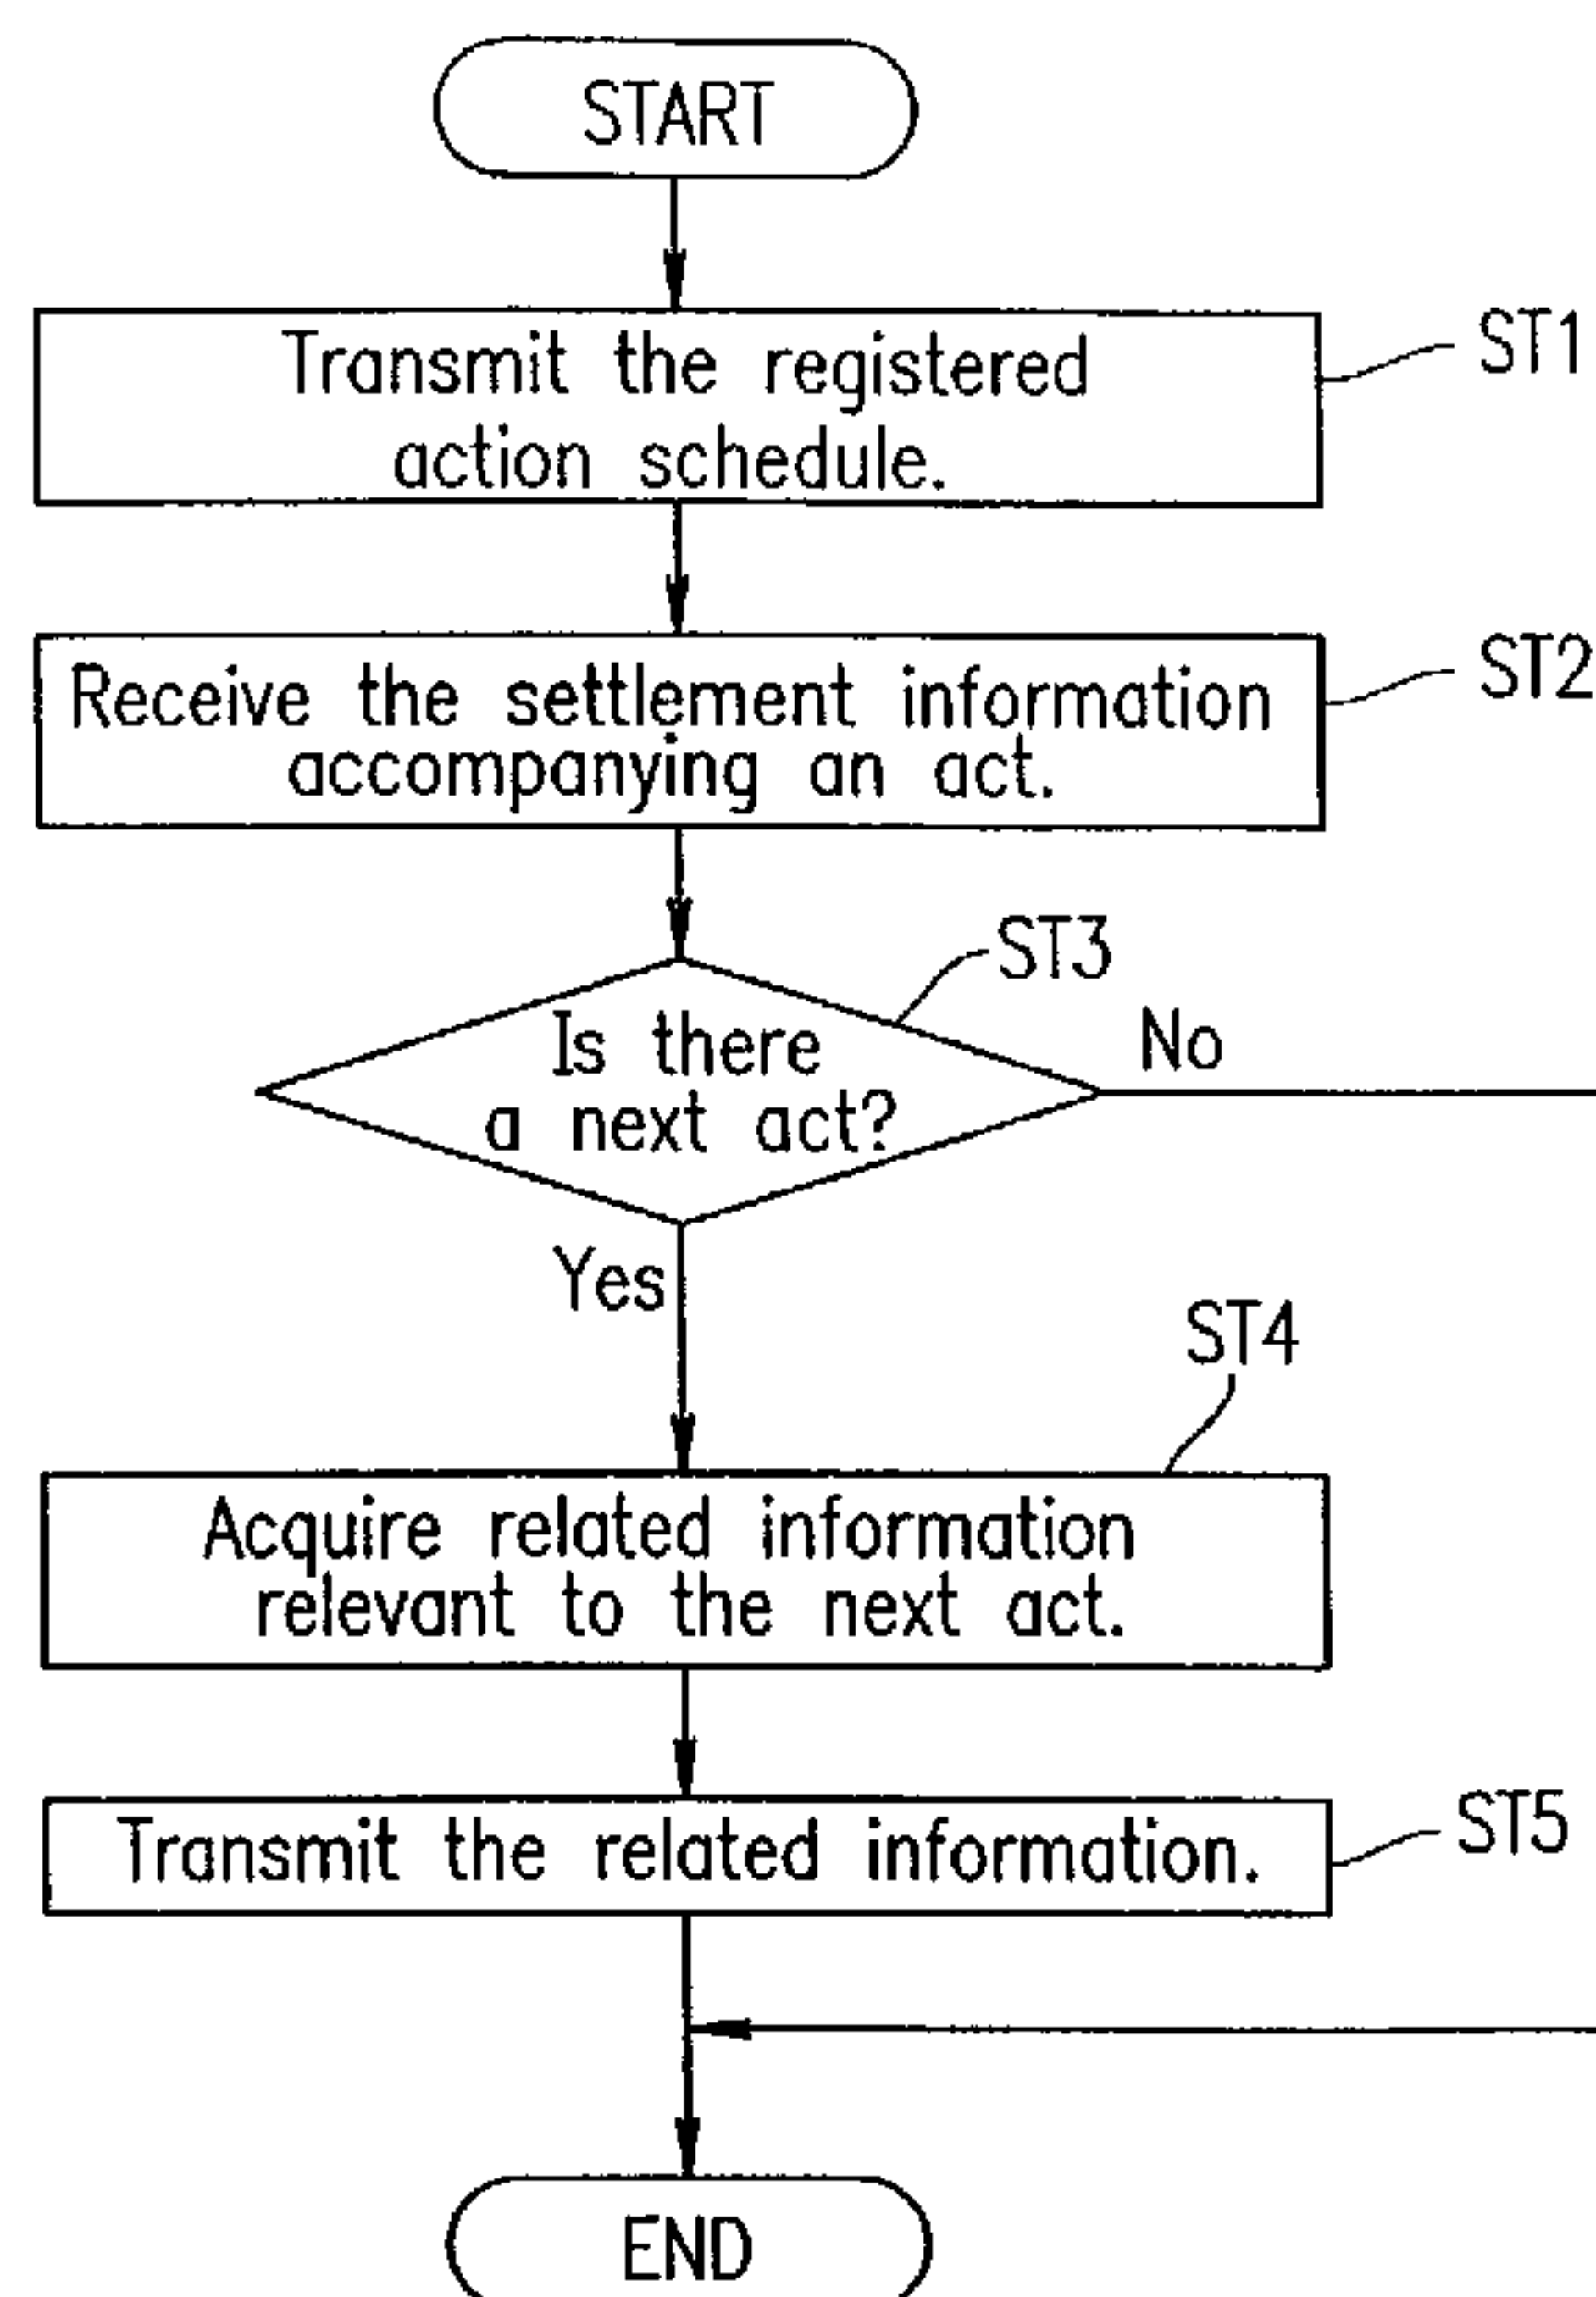 START
Transmit the registered
action schedule.
ST1
Receive the settlement information
accompanying an act.
ST2
ST3
Is there
a next act?
No
Yes
ST4
Acquire related information
relevant to the next act.
Transmit the related information.
ST5
END